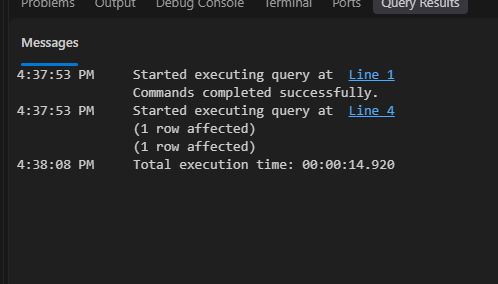 Problems Output Debug Console Terminal Ports Query Results
Messages
4:37:53 PM Started executing query at Line 1
Commands completed successfully.
4:37:53 PM Started executing query at Line 4
(1 row affected)
(1 row affected)
4:38:08 PM Total execution time: 00:00:14.920